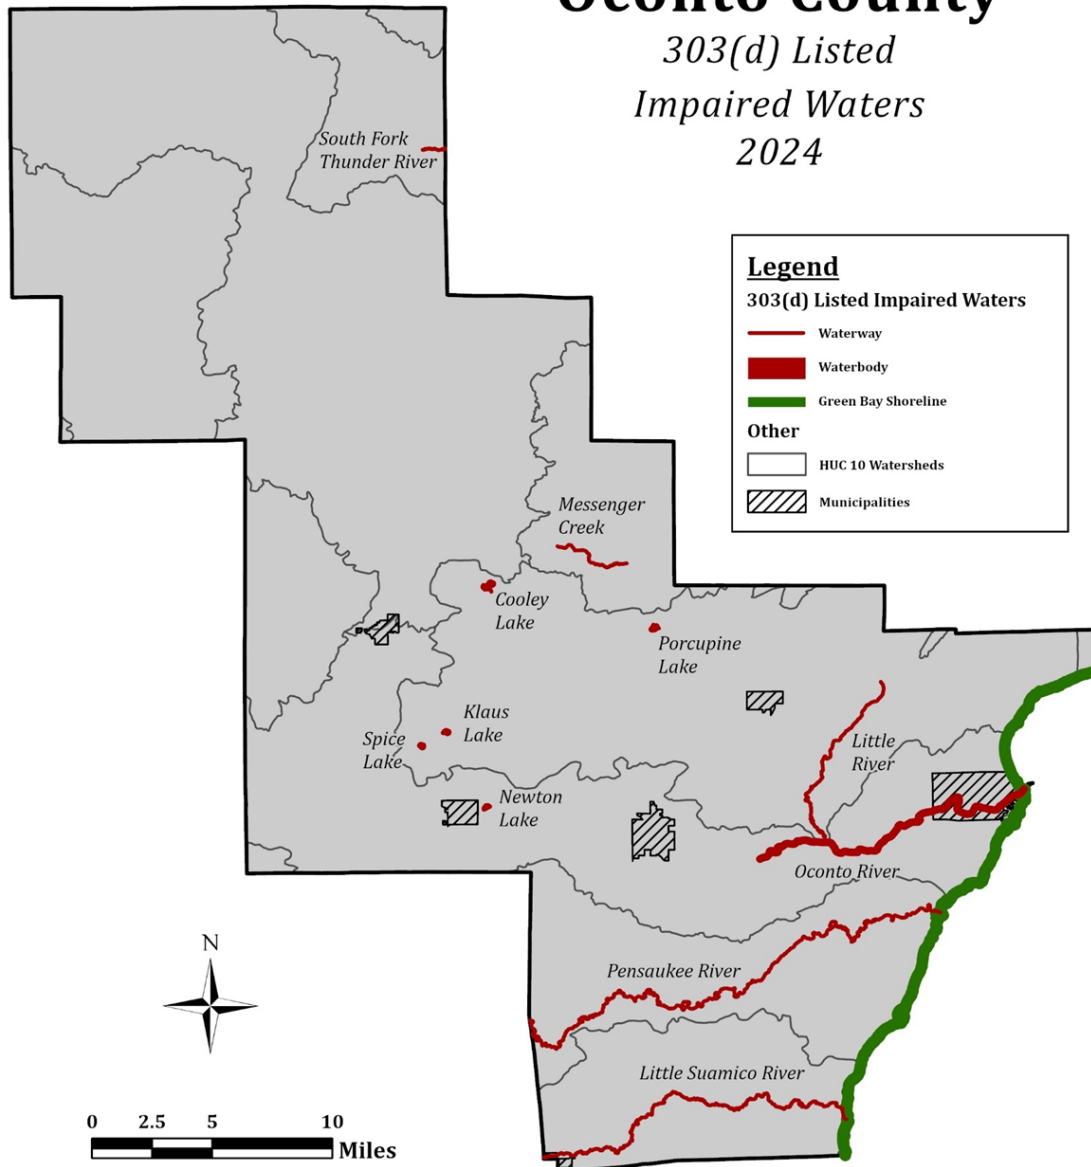 Oconto County
303(d) Listed
Impaired Waters
2024
South Fork
Thunder River
Legend
303(d) Listed Impaired Waters
Waterway
Waterbody
Green Bay Shoreline
Other
HUC 10 Watersheds
Municipalities
Messenger
Creek
Cooley
Lake
Porcupine
Lake
Klaus
Lake
Spice
Lake
Little
River
Newton
Lake
Oconto River
N
Pensaukee River
Little Suamico River
0 2.5 5 10
Miles